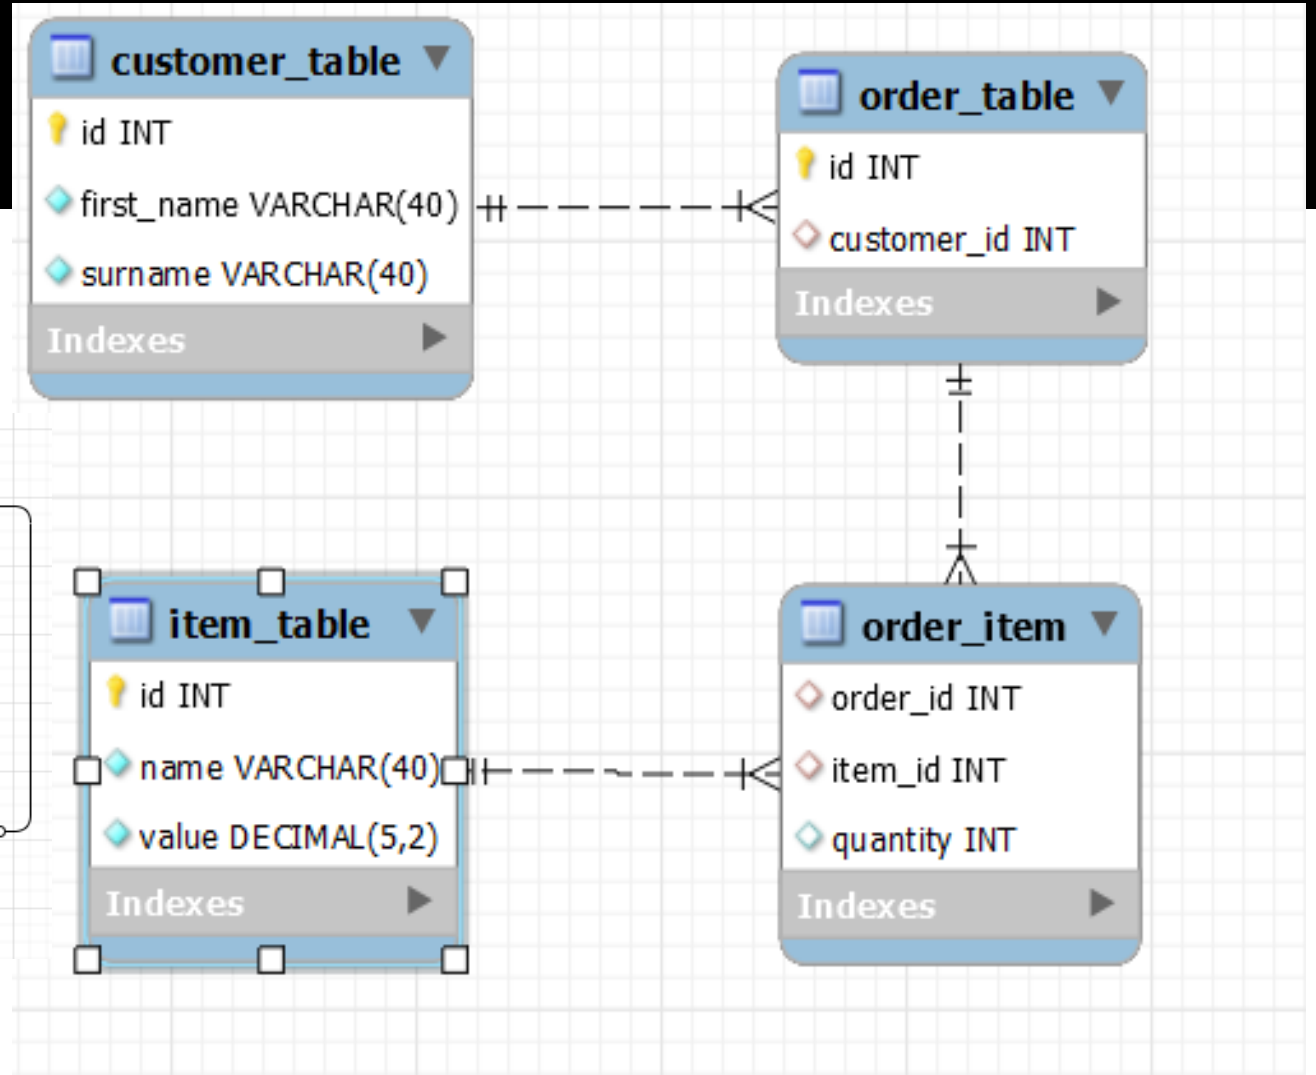 customer_table
id INT
first_name VARCHAR(40)
surname VARCHAR(40)
Indexes
order_table
id INT
customer_id INT
Indexes
item_table
id INT
name VARCHAR(40)
value DECIMAL(5,2)
Indexes
order_item
order_id INT
item_id INT
quantity INT
Indexes